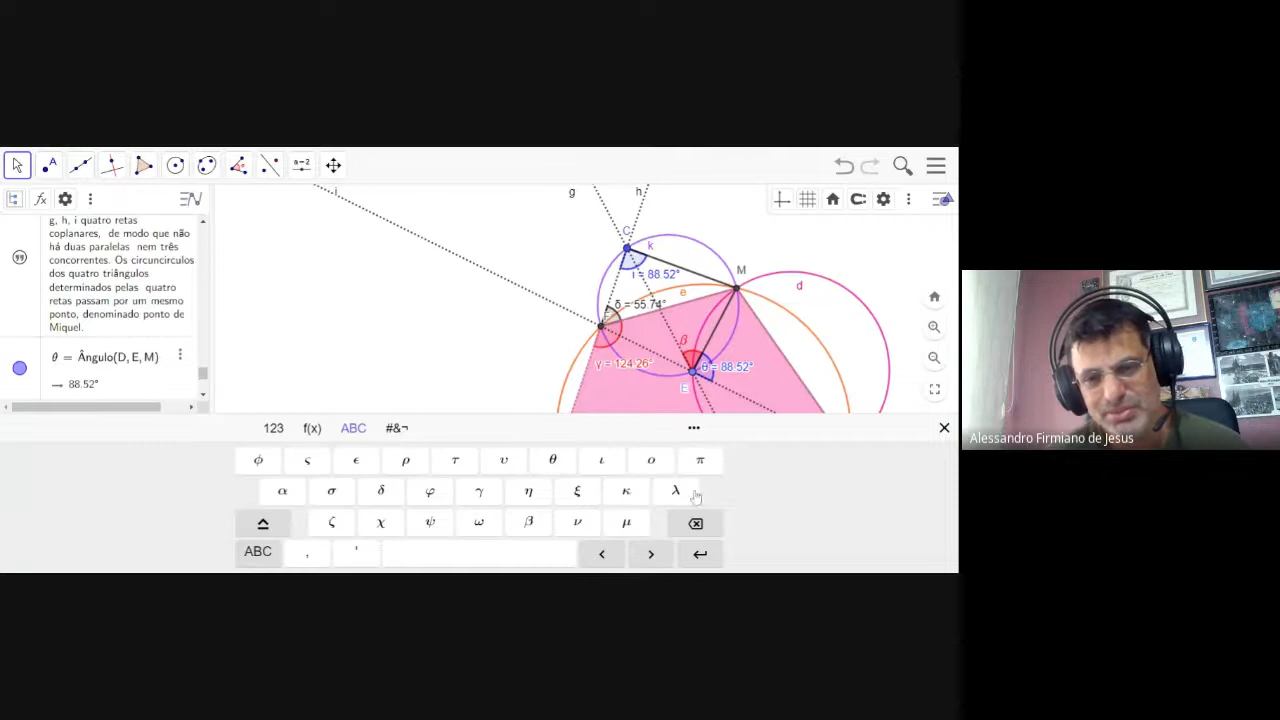 a=2
i
g
h
g, h, i quatro retas
coplanares, de modo que não
há duas paralelas nem três
concorrentes. Os circuncirculos
dos quatro triângulos
determinados pelas quatro
retas passam por um mesmo
ponto, denominado ponto de
Miquel.
C
k
M
i = 88.52°
e
d
δ = 55.74°
F
β
γ = 124.26°
θ = 88.52°
E
θ = Ângulo(D, E, M)
→ 88.52°
Alessandro Firmiano de Jesus
123 f(x) ABC #&¬
ϕ ς ϵ ρ τ υ θ ι ο π
α σ δ φ γ η ξ κ λ
ζ χ ψ ω β ν μ
ABC , '